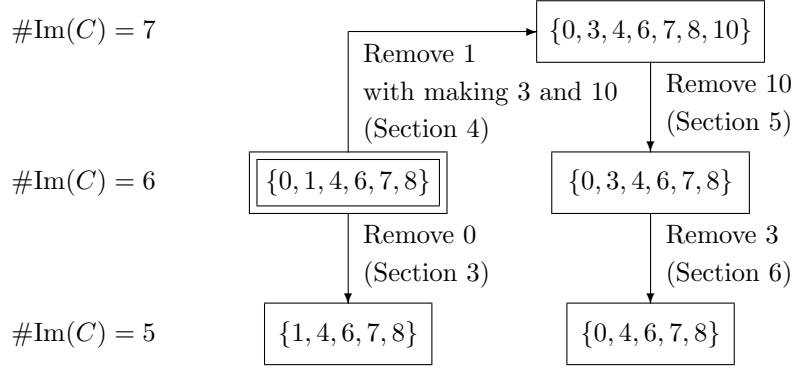 #Im(C) = 7
{0, 3, 4, 6, 7, 8, 10}
Remove 1
with making 3 and 10
(Section 4)
Remove 10
(Section 5)
#Im(C) = 6
{0, 1, 4, 6, 7, 8}
{0, 3, 4, 6, 7, 8}
Remove 0
(Section 3)
Remove 3
(Section 6)
#Im(C) = 5
{1, 4, 6, 7, 8}
{0, 4, 6, 7, 8}